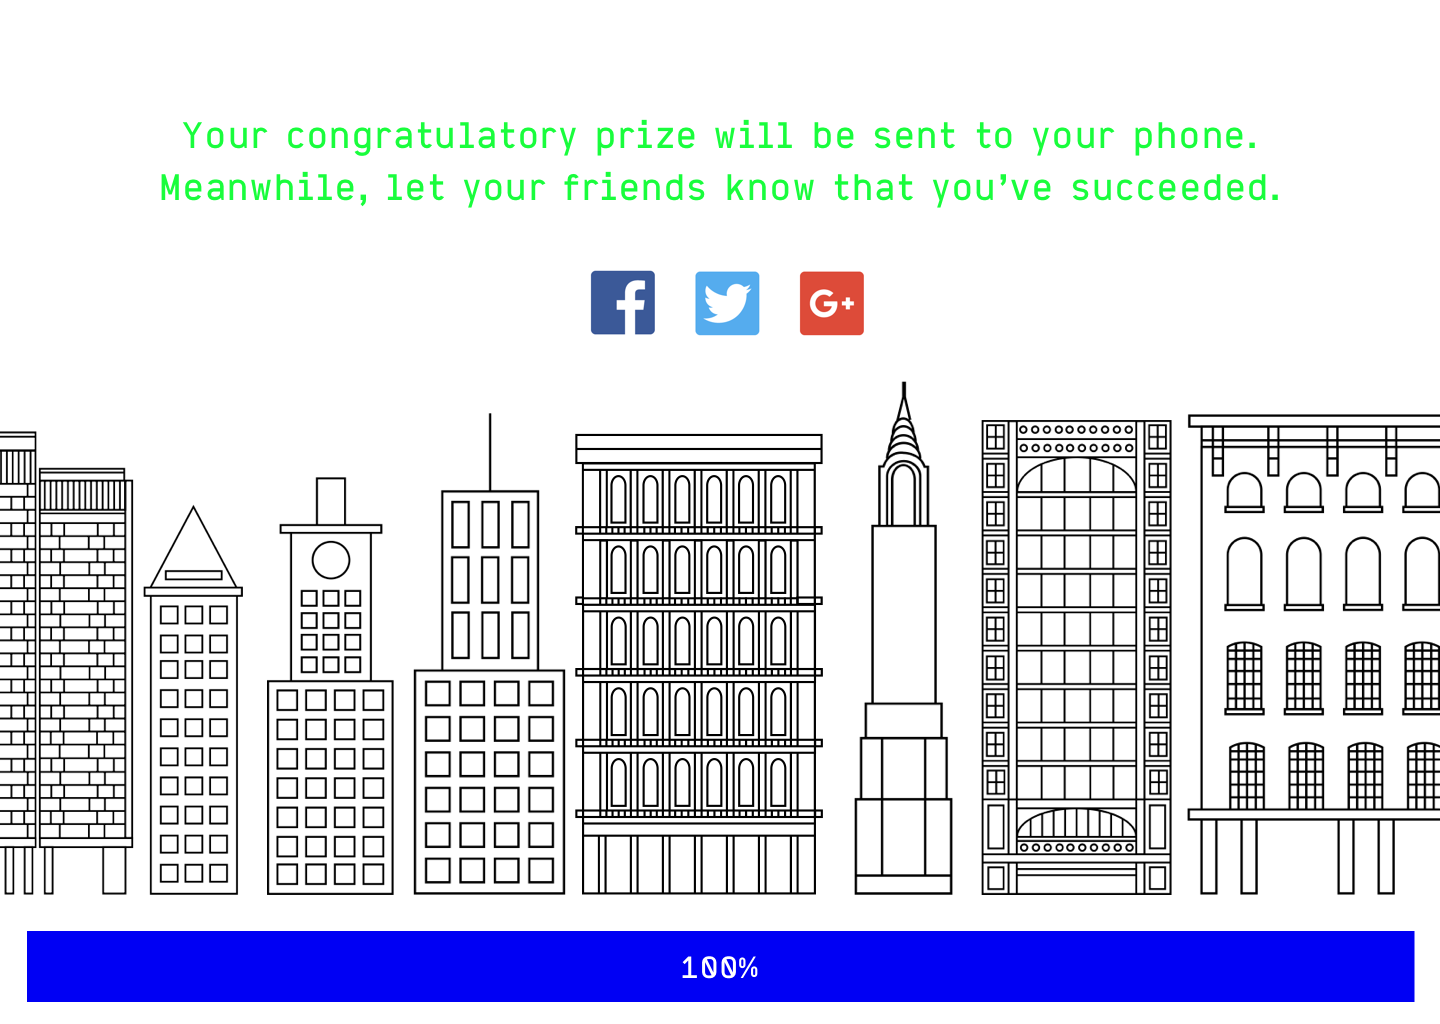 Your congratulatory prize will be sent to your phone.
Meanwhile, let your friends know that you’ve succeeded.
G+
100%